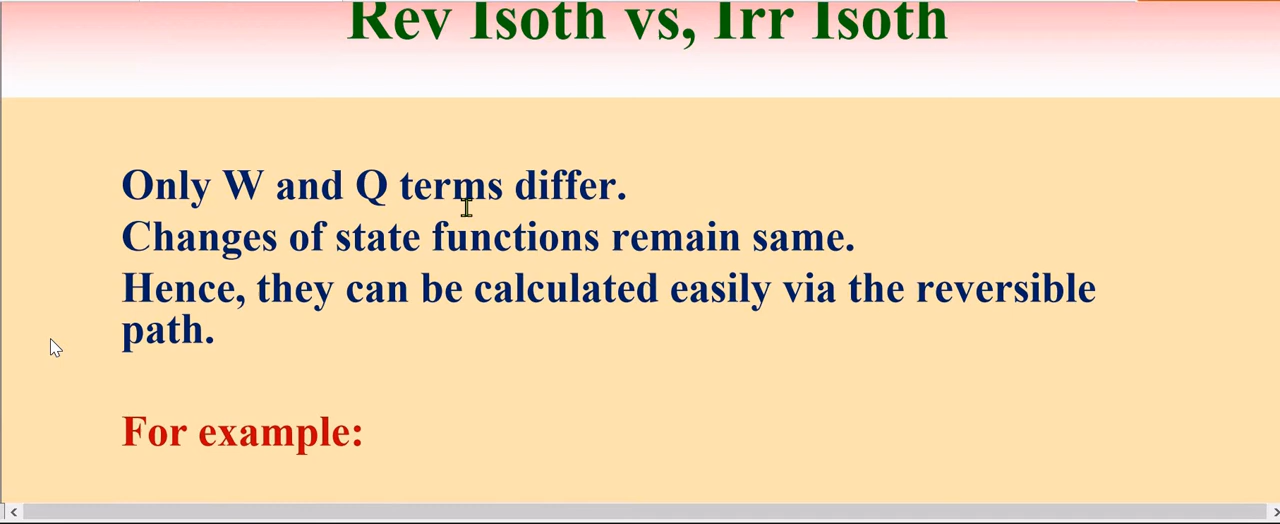 Rev Isoth vs, Irr Isoth
Only W and Q terms differ.
Changes of state functions remain same.
Hence, they can be calculated easily via the reversible
path.
For example: